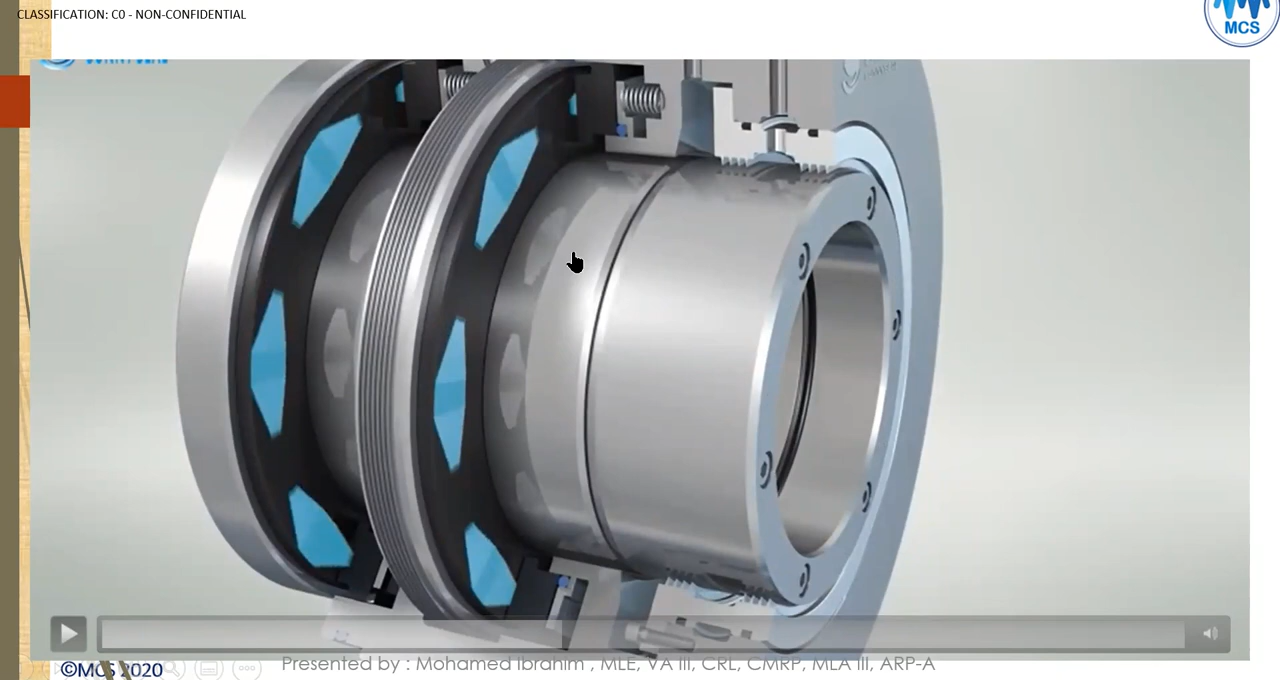 CLASSIFICATION: C0 - NON-CONFIDENTIAL
MCS
©MCS 2020
Presented by : Mohamed Ibrahim , MLE, VA III, CRL, CMRP, MLA III, ARP-A